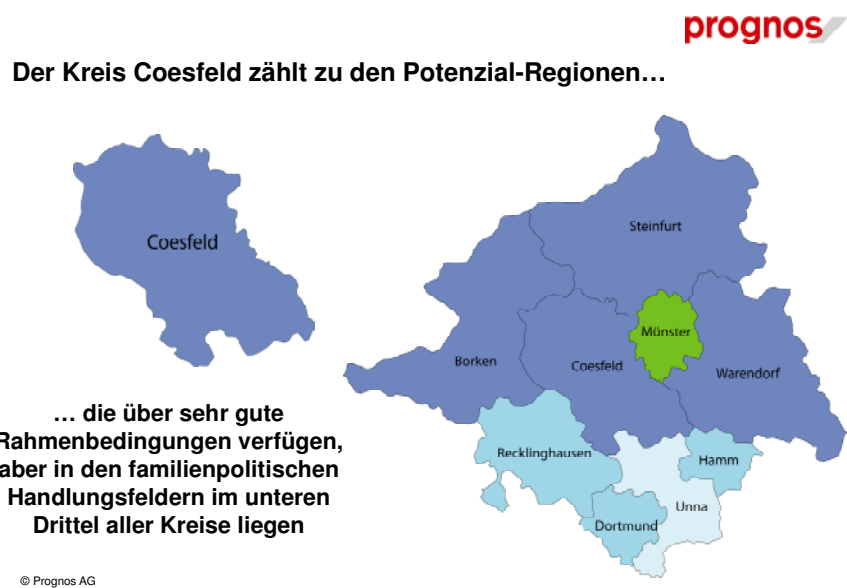 prognos
Der Kreis Coesfeld zählt zu den Potenzial-Regionen…
Coesfeld
Steinfurt
Münster
Borken
Coesfeld
Warendorf
Recklinghausen
Hamm
Unna
Dortmund
… die über sehr gute
Rahmenbedingungen verfügen,
aber in den familienpolitischen
Handlungsfeldern im unteren
Drittel aller Kreise liegen
© Prognos AG